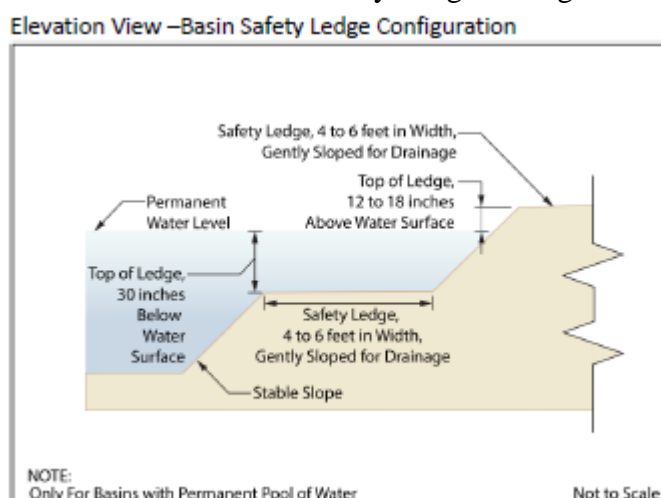 Elevation View –Basin Safety Ledge Configuration
Safety Ledge, 4 to 6 feet in Width,
Gently Sloped for Drainage
Top of Ledge,
12 to 18 inches
Above Water Surface
Permanent
Water Level
Top of Ledge,
30 inches
Below
Water
Surface
Safety Ledge,
4 to 6 feet in Width,
Gently Sloped for Drainage
Stable Slope
NOTE:
Only For Basins with Permanent Pool of Water
Not to Scale